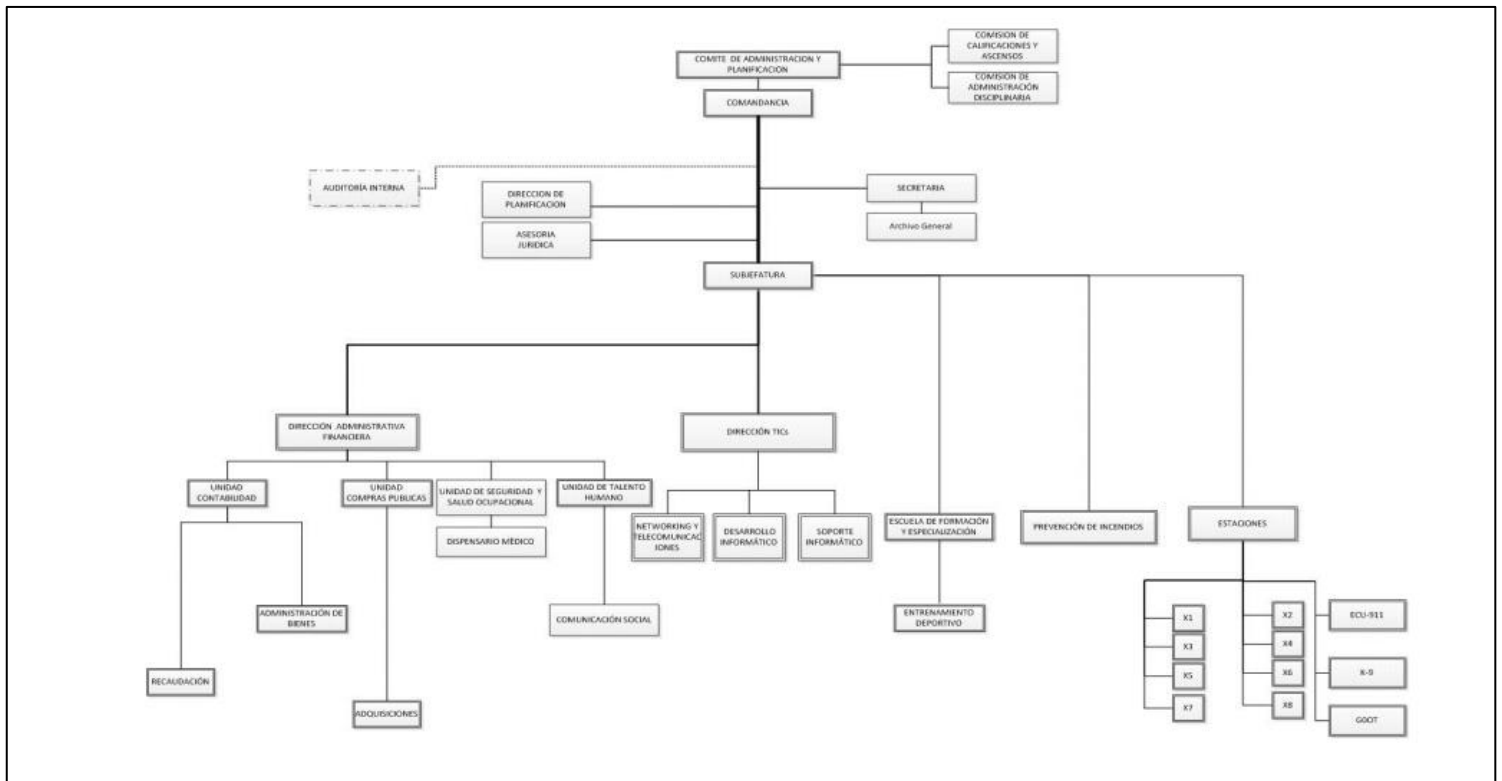 COMITE DE ADMINISTRACION Y
PLANIFICACION
COMISION DE
CALIFICACIONES Y
ASCENSOS
COMISION DE
ADMINISTRACIÓN
DISCIPLINARIA
COMANDANCIA
AUDITORÍA INTERNA
DIRECCION DE
PLANIFICACION
SECRETARIA
ASESORIA
JURIDICA
Archivo General
SUBJEFATURA
DIRECCIÓN ADMINISTRATIVA
FINANCIERA
DIRECCIÓN TICs
UNIDAD
CONTABILIDAD
UNIDAD
COMPRAS PUBLICAS
UNIDAD DE SEGURIDAD Y
SALUD OCUPACIONAL
UNIDAD DE TALENTO
HUMANO
DISPENSARIO MÉDICO
NETWORKING Y
TELECOMUNICAC
IONES
DESARROLLO
INFORMÁTICO
SOPORTE
INFORMÁTICO
ESCUELA DE FORMACIÓN
Y ESPECIALIZACIÓN
PREVENCIÓN DE INCENDIOS
ESTACIONES
ADMINISTRACIÓN DE
BIENES
COMUNICACIÓN SOCIAL
ENTRENAMIENTO
DEPORTIVO
RECAUDACIÓN
ADQUISICIONES
X1
X3
X5
X7
X2
X4
X6
X8
ECU-911
K-9
GOOT